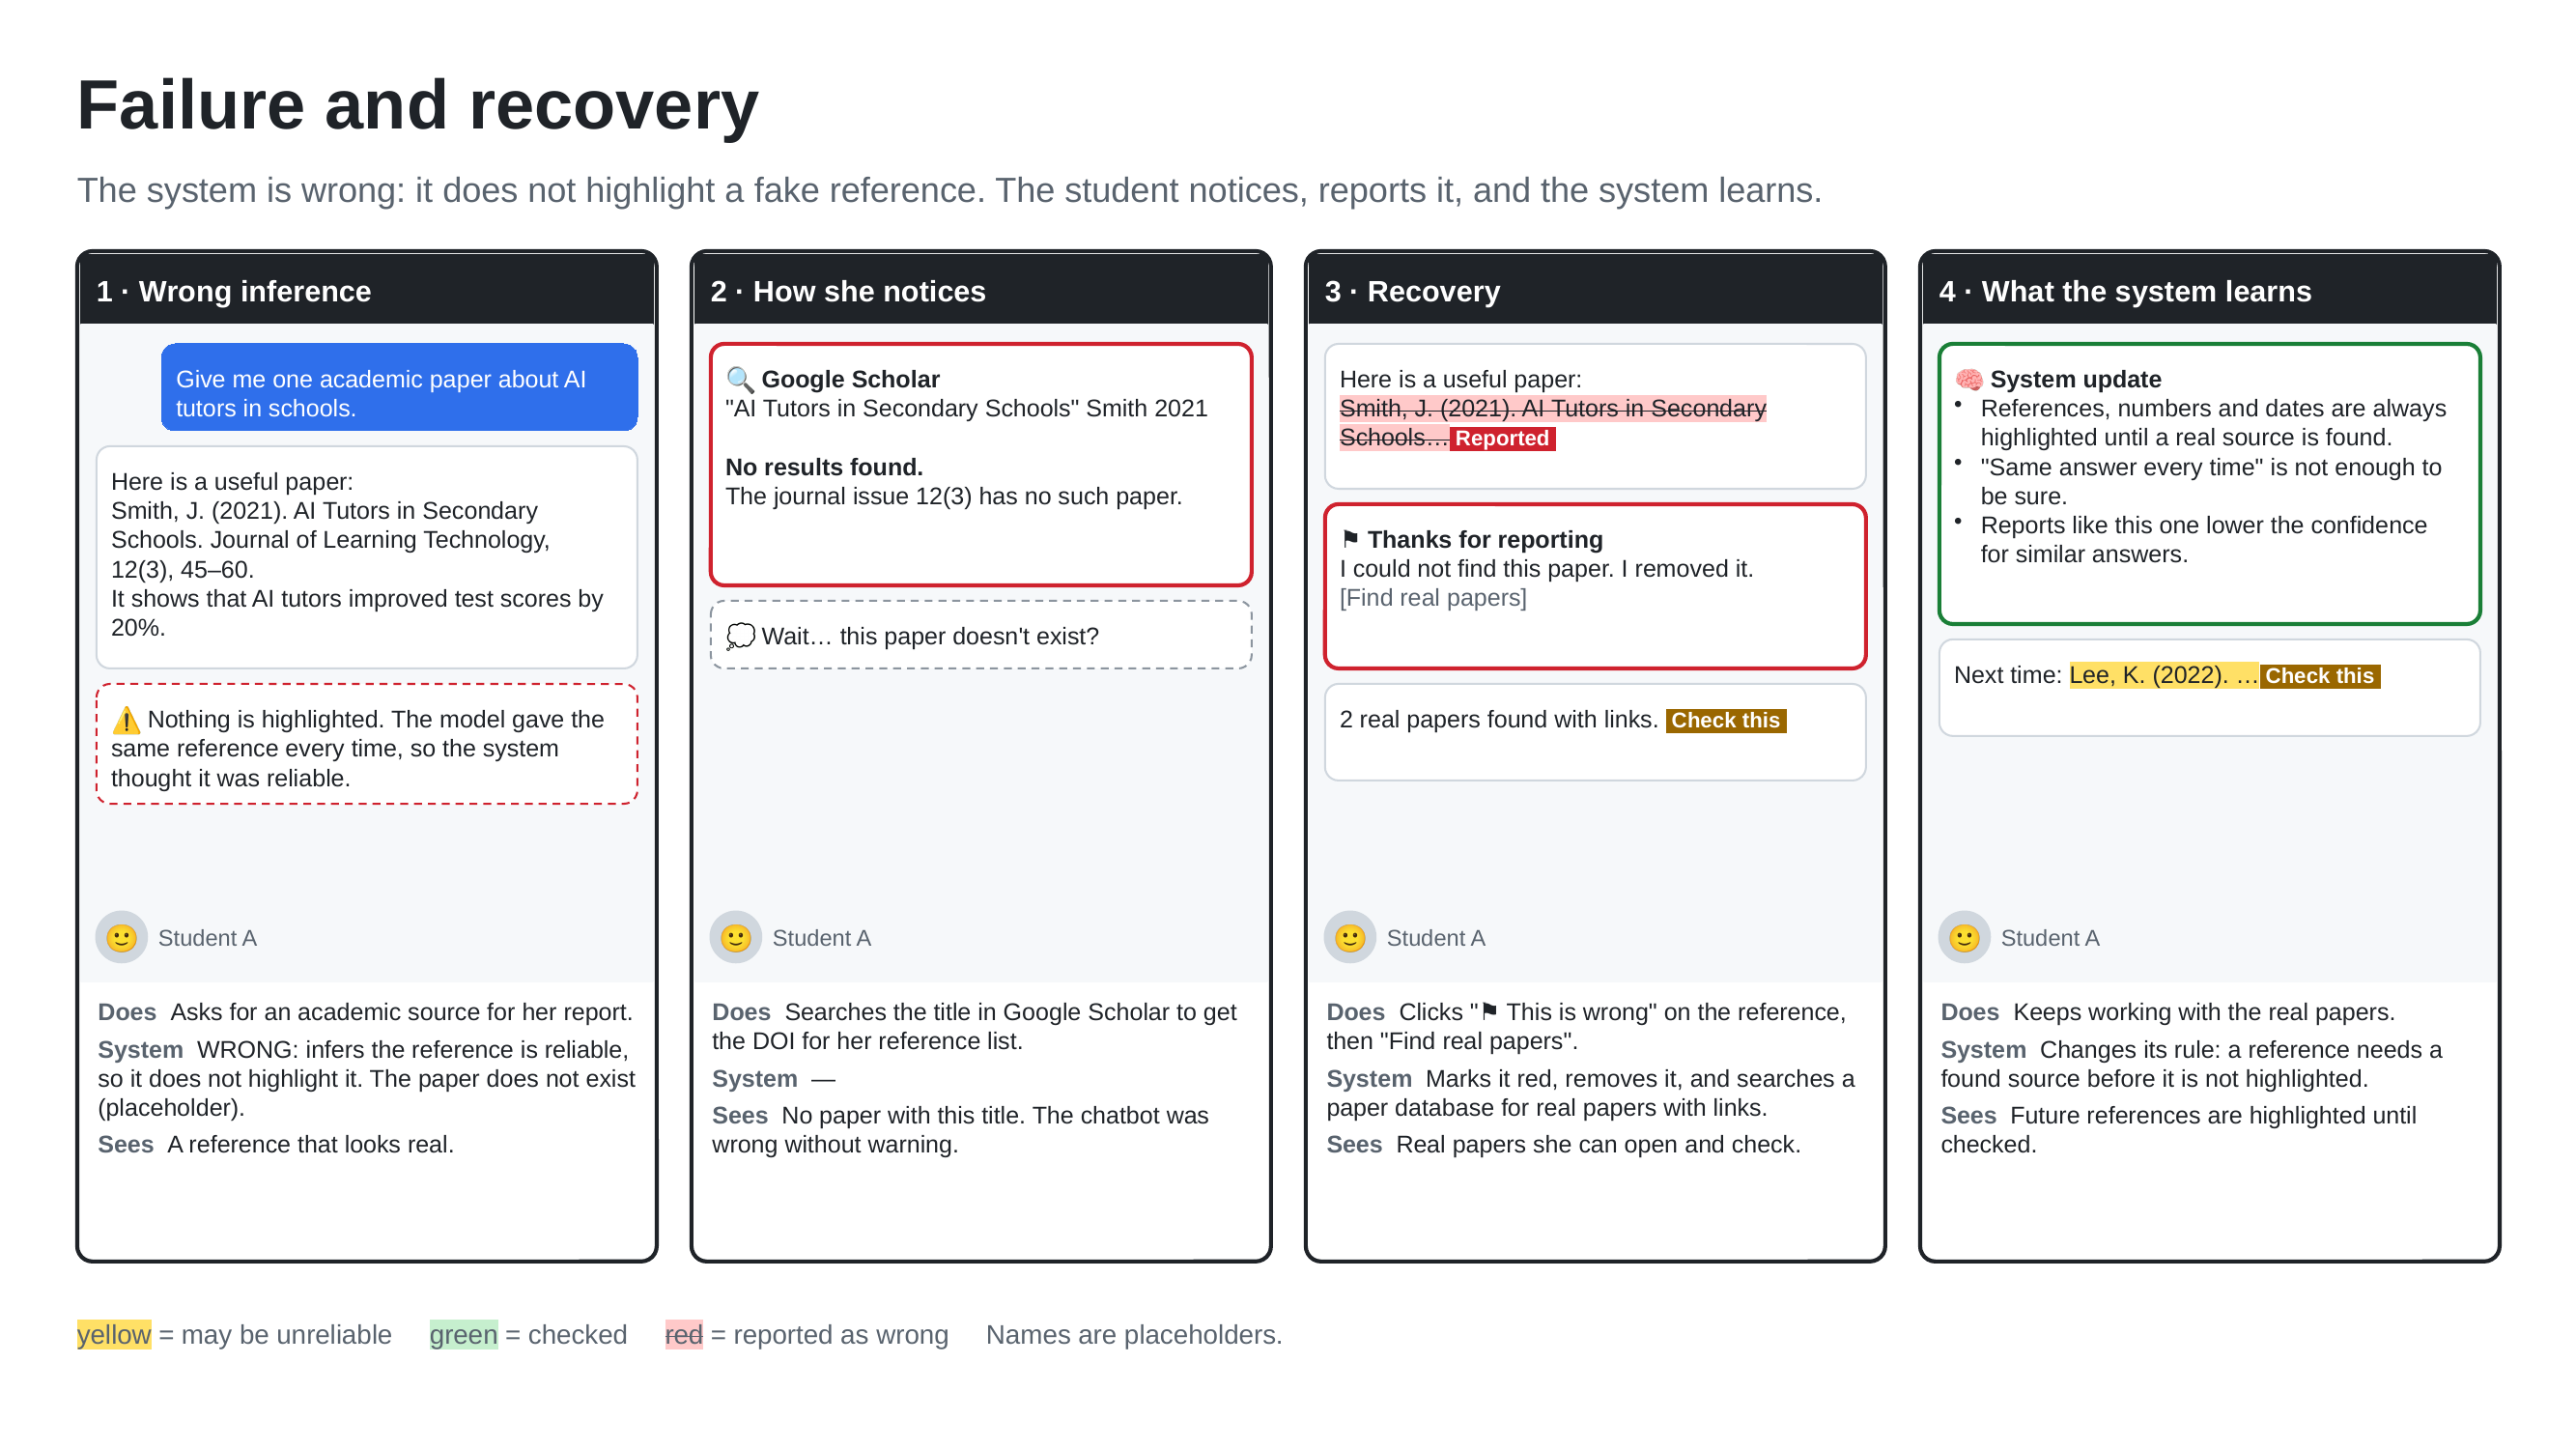 Failure and recovery
The system is wrong: it does not highlight a fake reference. The student notices, reports it, and the system learns.
1 · Wrong inference
Give me one academic paper about AI
tutors in schools.
Here is a useful paper:
Smith, J. (2021). AI Tutors in Secondary
Schools. Journal of Learning Technology,
12(3), 45–60.
It shows that AI tutors improved test scores by
20%.
⚠️ Nothing is highlighted. The model gave the
same reference every time, so the system
thought it was reliable.
🙂 Student A
Does Asks for an academic source for her report.
System WRONG: infers the reference is reliable,
so it does not highlight it. The paper does not exist
(placeholder).
Sees A reference that looks real.
2 · How she notices
🔍 Google Scholar
"AI Tutors in Secondary Schools" Smith 2021
No results found.
The journal issue 12(3) has no such paper.
💭 Wait… this paper doesn't exist?
🙂 Student A
Does Searches the title in Google Scholar to get
the DOI for her reference list.
System —
Sees No paper with this title. The chatbot was
wrong without warning.
3 · Recovery
Here is a useful paper:
Smith, J. (2021). AI Tutors in Secondary
Schools… Reported
⚑ Thanks for reporting
I could not find this paper. I removed it.
[Find real papers]
2 real papers found with links. Check this
🙂 Student A
Does Clicks "⚑ This is wrong" on the reference,
then "Find real papers".
System Marks it red, removes it, and searches a
paper database for real papers with links.
Sees Real papers she can open and check.
4 · What the system learns
🧠 System update
• References, numbers and dates are always
highlighted until a real source is found.
• "Same answer every time" is not enough to
be sure.
• Reports like this one lower the confidence
for similar answers.
Next time: Lee, K. (2022). … Check this
🙂 Student A
Does Keeps working with the real papers.
System Changes its rule: a reference needs a
found source before it is not highlighted.
Sees Future references are highlighted until
checked.
yellow = may be unreliable green = checked red = reported as wrong Names are placeholders.